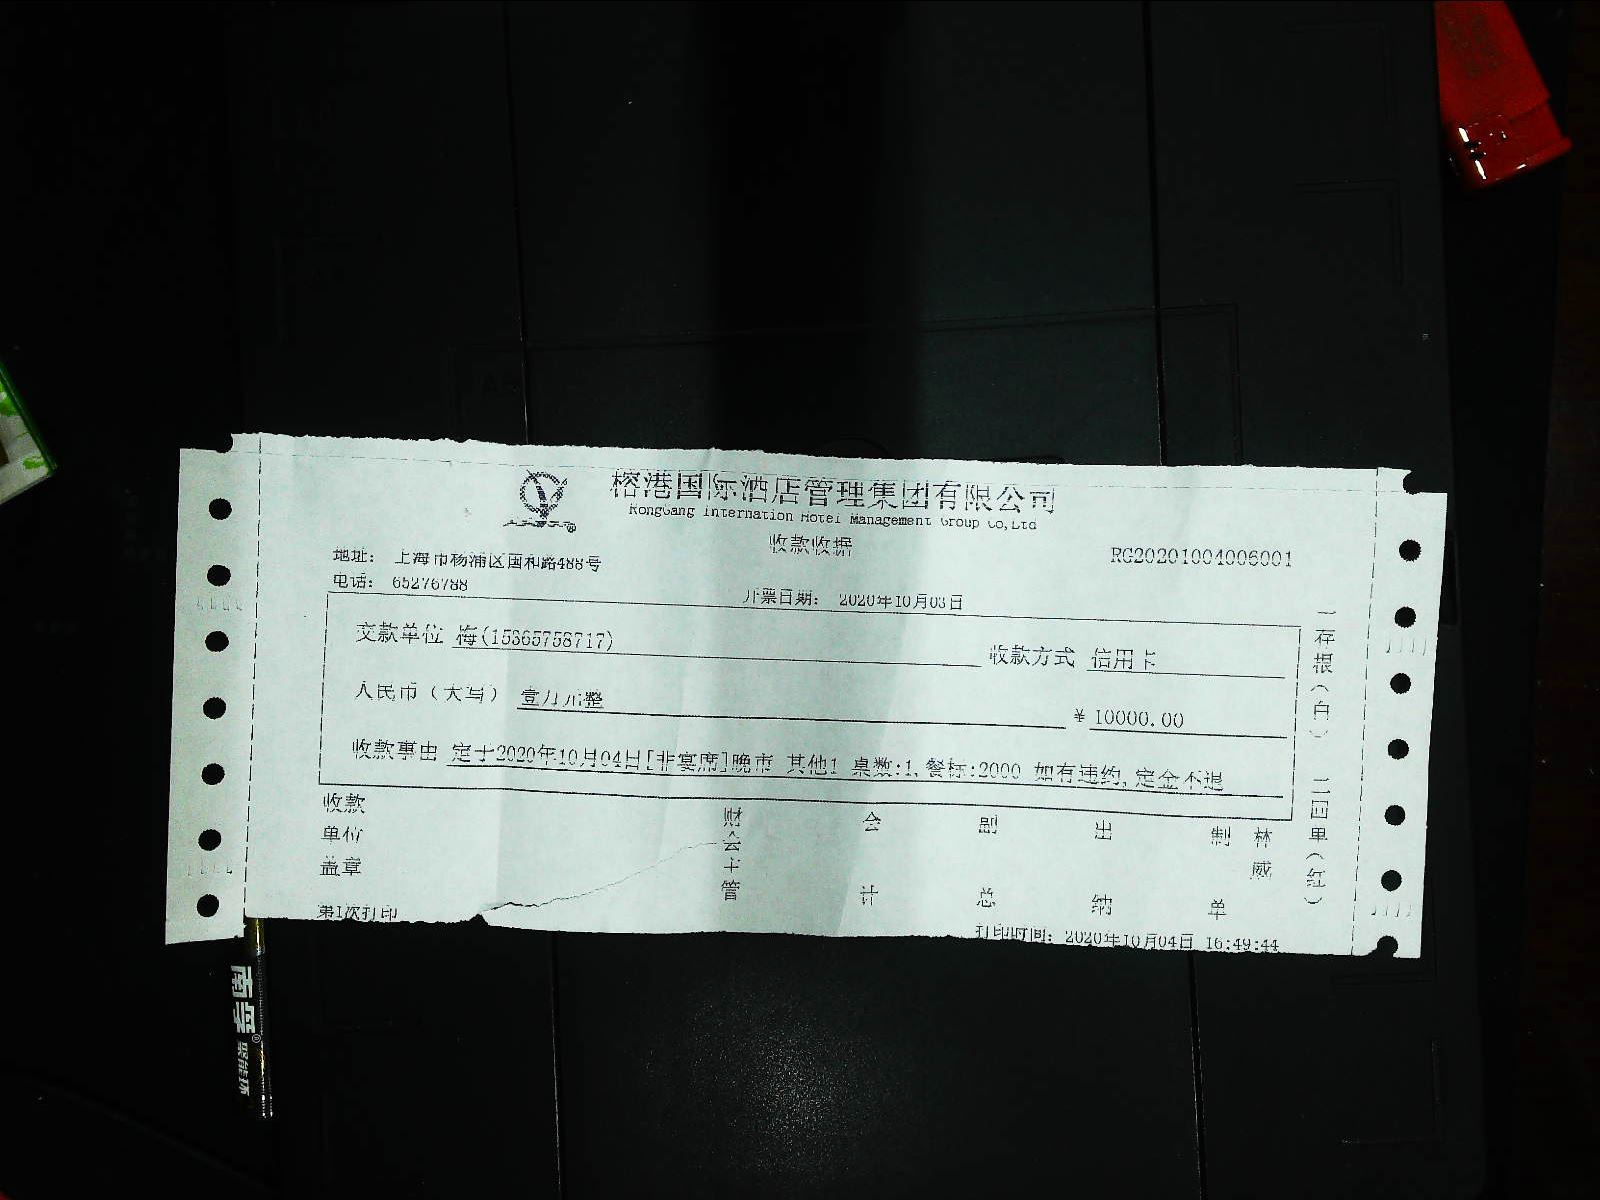 榕港国际酒店管理集团有限公司
RongGang Internation Hotel Management Group Co,Ltd
收款收据
地址： 上海市杨浦区国和路488号
RG20201004006001
电话： 65276788
开票日期： 2020年10月03日
交款单位 梅(15365758717)
收款方式 信用卡
人民币（大写） 壹万元整
¥ 10000.00
收款事由 定于2020年10月04日[非宴席]晚市 其他1 桌数:1,餐标:2000 如有违约,定金不退
一存根（白） 二回单（红）
收款单位盖章
财会主管
会计
副总
出纳
制单
林威
第1次打印
打印时间： 2020年10月04日 16:49:44
南孚®
聚能环